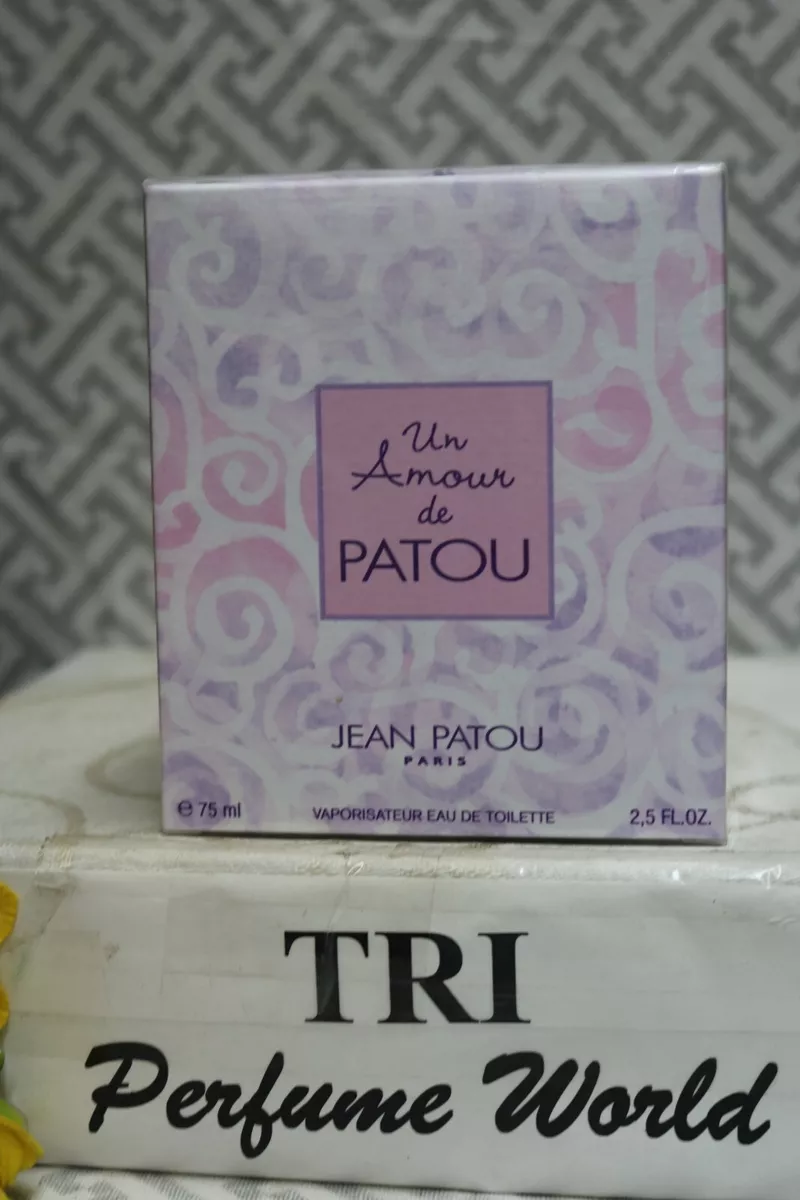 Un
Amour
de
PATOU
JEAN PATOU
PARIS
℮ 75 ml VAPORISATEUR EAU DE TOILETTE 2,5 FL.OZ.
TRI
Perfume World